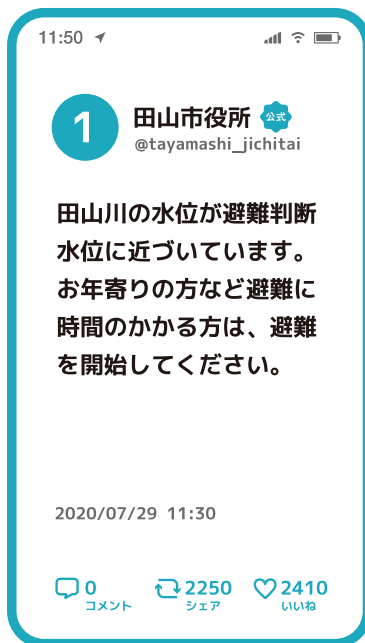 11:50
1
田山市役所 公式
@tayamashi_jichitai
田山川の水位が避難判断
水位に近づいています。
お年寄りの方など避難に
時間のかかる方は、避難
を開始してください。
2020/07/29 11:30
0 2250 2410
コメント シェア いいね